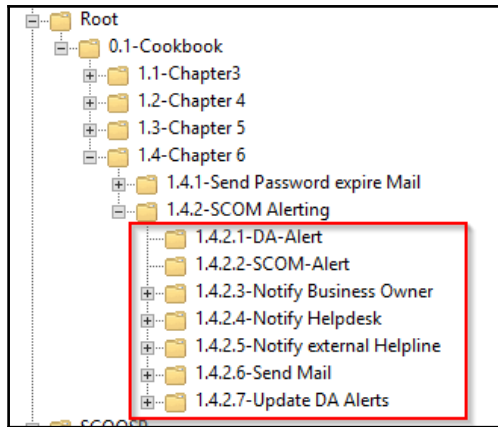 Root
0.1-Cookbook
1.1-Chapter3
1.2-Chapter 4
1.3-Chapter 5
1.4-Chapter 6
1.4.1-Send Password expire Mail
1.4.2-SCOM Alerting
1.4.2.1-DA-Alert
1.4.2.2-SCOM-Alert
1.4.2.3-Notify Business Owner
1.4.2.4-Notify Helpdesk
1.4.2.5-Notify external Helpline
1.4.2.6-Send Mail
1.4.2.7-Update DA Alerts